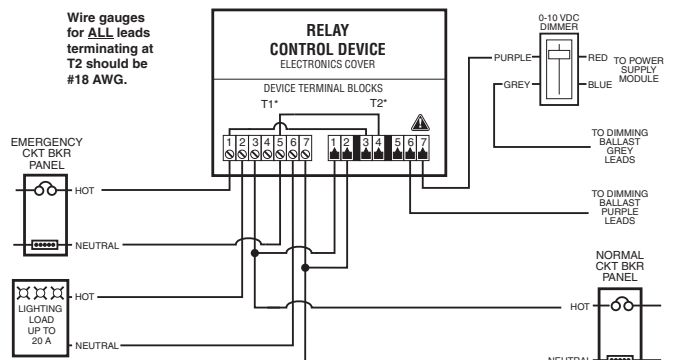 Wire gauges
for ALL leads
terminating at
T2 should be
#18 AWG.
RELAY
CONTROL DEVICE
ELECTRONICS COVER
DEVICE TERMINAL BLOCKS
T1*
T2*
1 2 3 4 5 6 7
1 2 3 4 5 6 7
0-10 VDC
DIMMER
PURPLE
GREY
RED
BLUE
TO POWER
SUPPLY
MODULE
TO DIMMING
BALLAST
GREY
LEADS
TO DIMMING
BALLAST
PURPLE
LEADS
EMERGENCY
CKT BKR
PANEL
HOT
NEUTRAL
LIGHTING
LOAD
UP TO
20 A
HOT
NEUTRAL
NORMAL
CKT BKR
PANEL
HOT
NEUTRAL